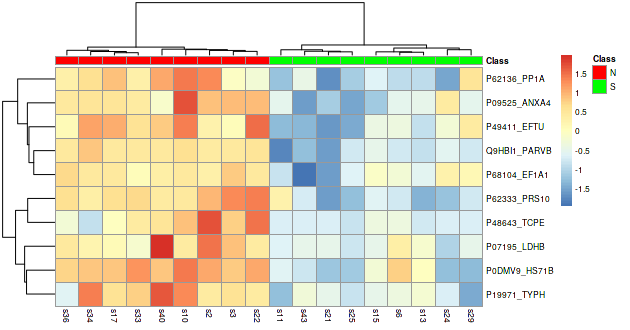 Class
Class
N
S
P62136_PP1A
P09525_ANXA4
P49411_EFTU
Q9HBI1_PARVB
P68104_EF1A1
P62333_PRS10
P48643_TCPE
P07195_LDHB
P0DMV9_HS71B
P19971_TYPH
1.5
1
0.5
0
-0.5
-1
-1.5
s36
s34
s17
s33
s40
s10
s2
s3
s22
s11
s43
s21
s25
s15
s6
s13
s24
s29